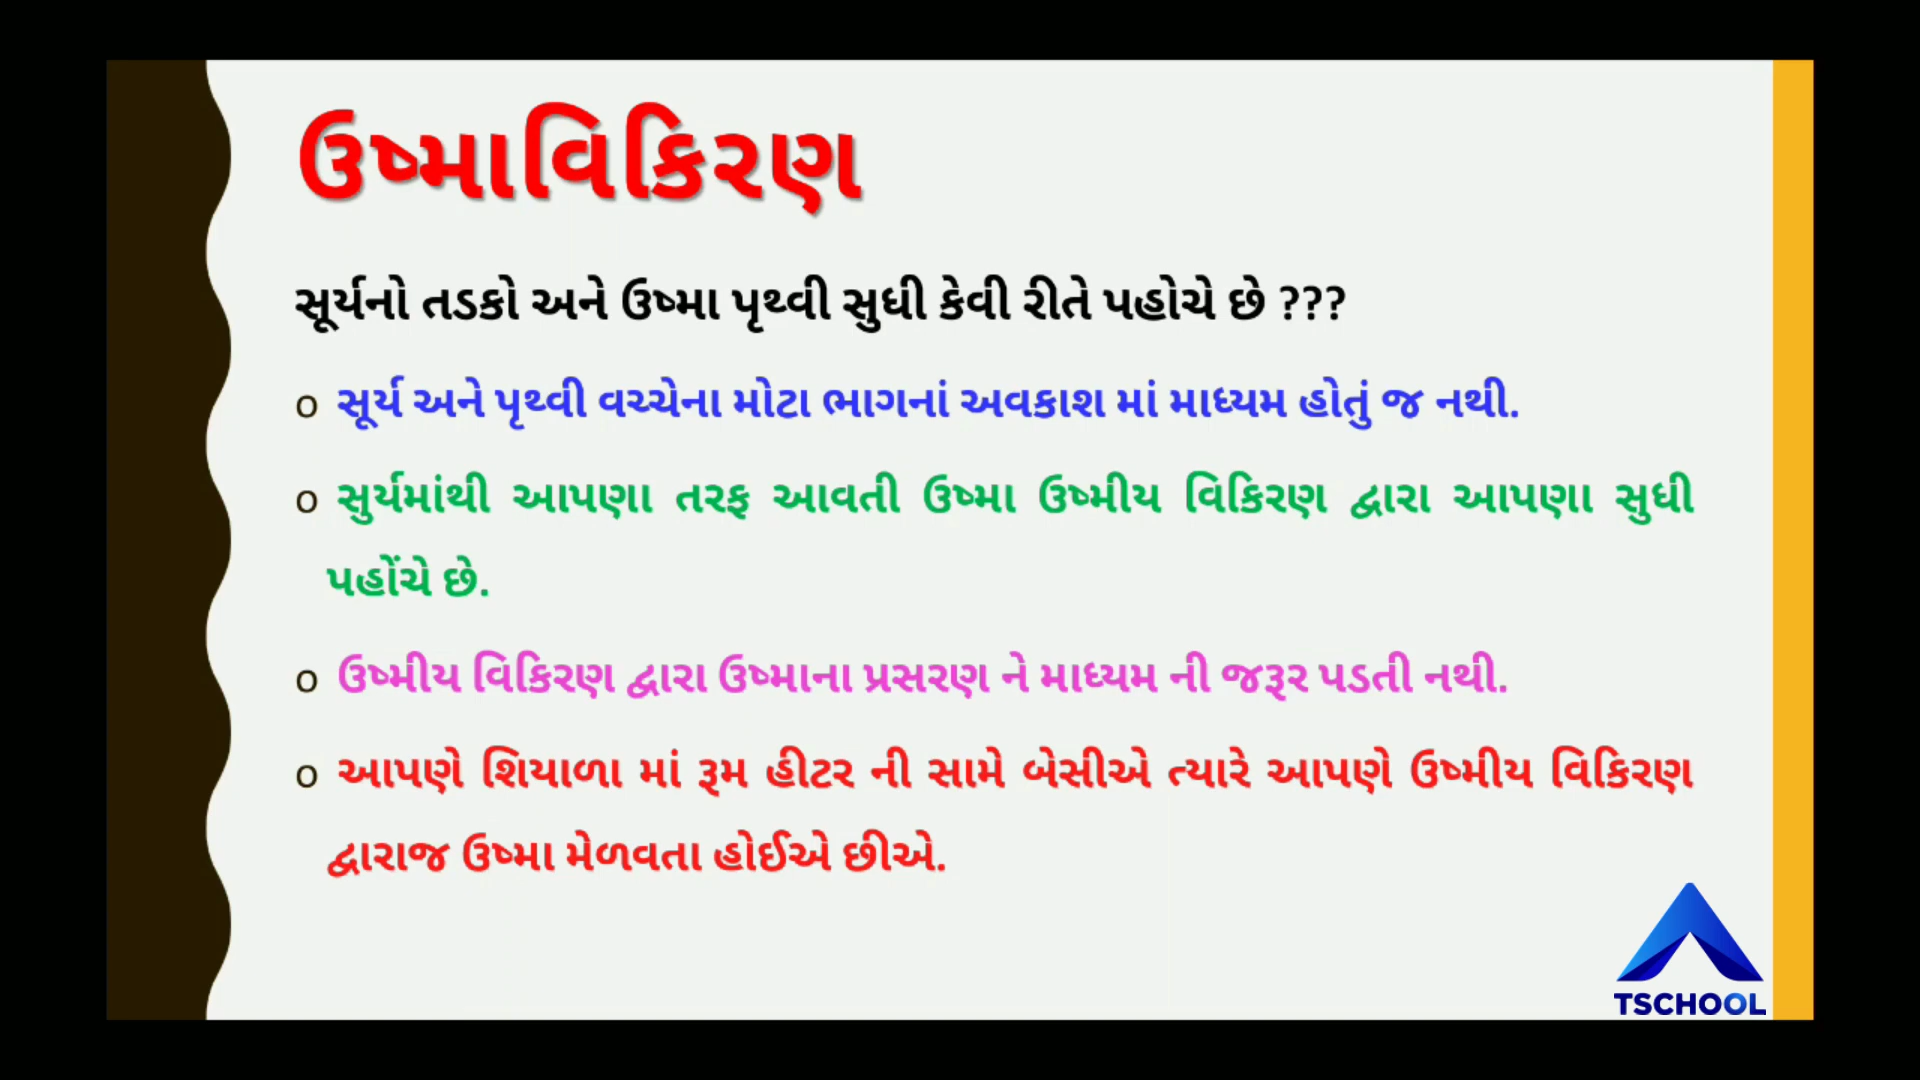 ઉષ્માવિકિરણ
સૂર્યનો તડકો અને ઉષ્મા પૃથ્વી સુધી કેવી રીતે પહોચે છે ???
o સૂર્ય અને પૃથ્વી વચ્ચેના મોટા ભાગનાં અવકાશ માં માધ્યમ હોતું જ નથી.
o સુર્યમાંથી આપણા તરફ આવતી ઉષ્મા ઉષ્મીય વિકિરણ દ્વારા આપણા સુધી
પહોંચે છે.
o ઉષ્મીય વિકિરણ દ્વારા ઉષ્માના પ્રસરણ ને માધ્યમ ની જરૂર પડતી નથી.
o આપણે શિયાળા માં રૂમ હીટર ની સામે બેસીએ ત્યારે આપણે ઉષ્મીય વિકિરણ
દ્વારાજ ઉષ્મા મેળવતા હોઈએ છીએ.
TSCHOOL